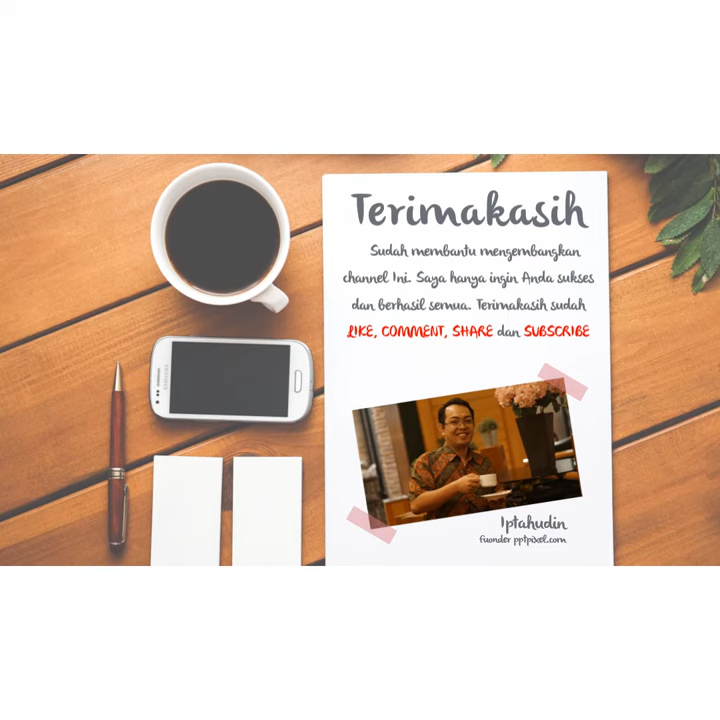 Terimakasih
Sudah membantu mengembangkan
channel Ini. Saya hanya ingin Anda sukses
dan berhasil semua. Terimakasih sudah
LIKE, COMMENT, SHARE dan SUBSCRIBE
SAMSUNG
Iptahudin
fuonder pptpixel.com